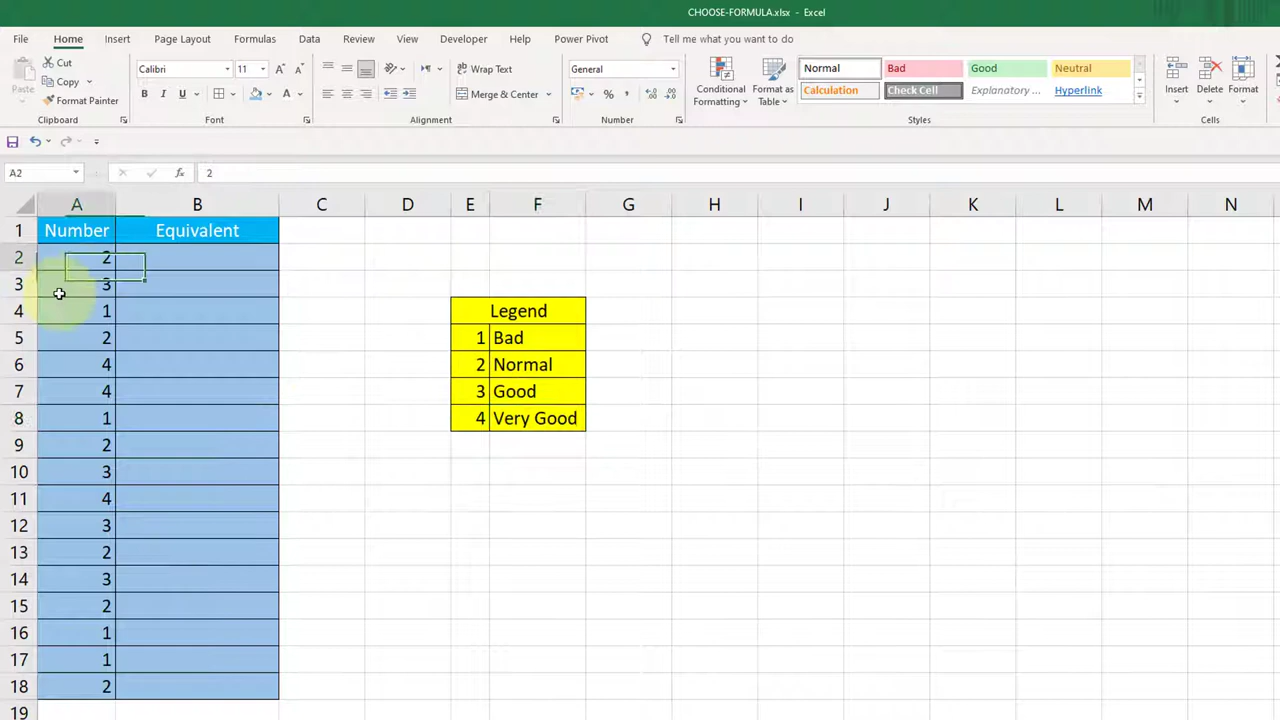 CHOOSE-FORMULA.xlsx - Excel
File Home Insert Page Layout Formulas Data Review View Developer Help Power Pivot Tell me what you want to do
Cut
Copy
Format Painter
Paste
Clipboard
Calibri 11
B I U A
Font
Wrap Text
Merge & Center
Alignment
General
% ,
Number
Conditional Formatting
Format as Table
Normal Bad Good Neutral
Calculation Check Cell Explanatory ... Hyperlink
Styles
Insert Delete Format
Cells
A2 fx 2
A B C D E F G H I J K L M N
1 Number Equivalent
2 2
3 3
4 1 Legend
5 2 1 Bad
6 4 2 Normal
7 4 3 Good
8 1 4 Very Good
9 2
10 3
11 4
12 3
13 2
14 3
15 2
16 1
17 1
18 2
19